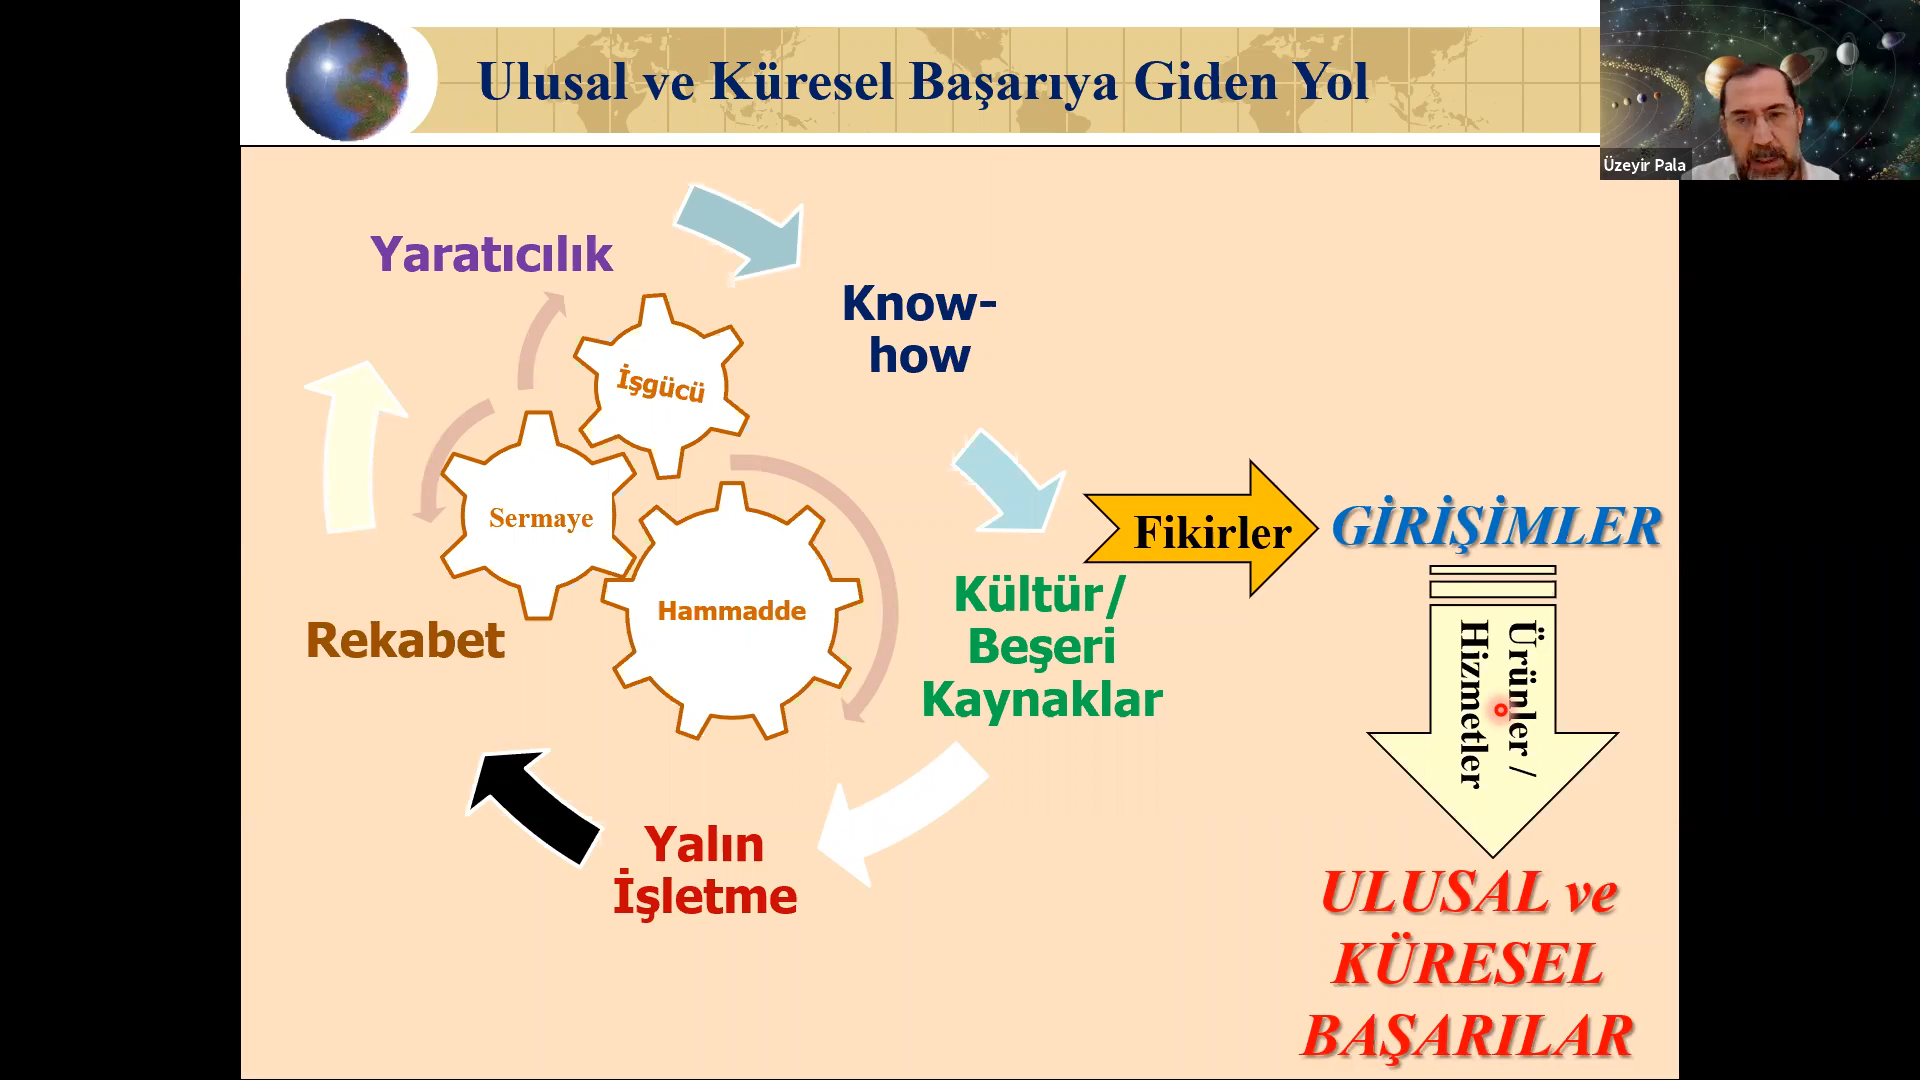 Ulusal ve Küresel Başarıya Giden Yol
Üzeyir Pala
Yaratıcılık
Know-
how
İşgücü
Sermaye
Hammadde
Fikirler
GİRİŞİMLER
Kültür/
Beşeri
Kaynaklar
Rekabet
Ürünler /
Hizmetler
Yalın
İşletme
ULUSAL ve
KÜRESEL
BAŞARILAR